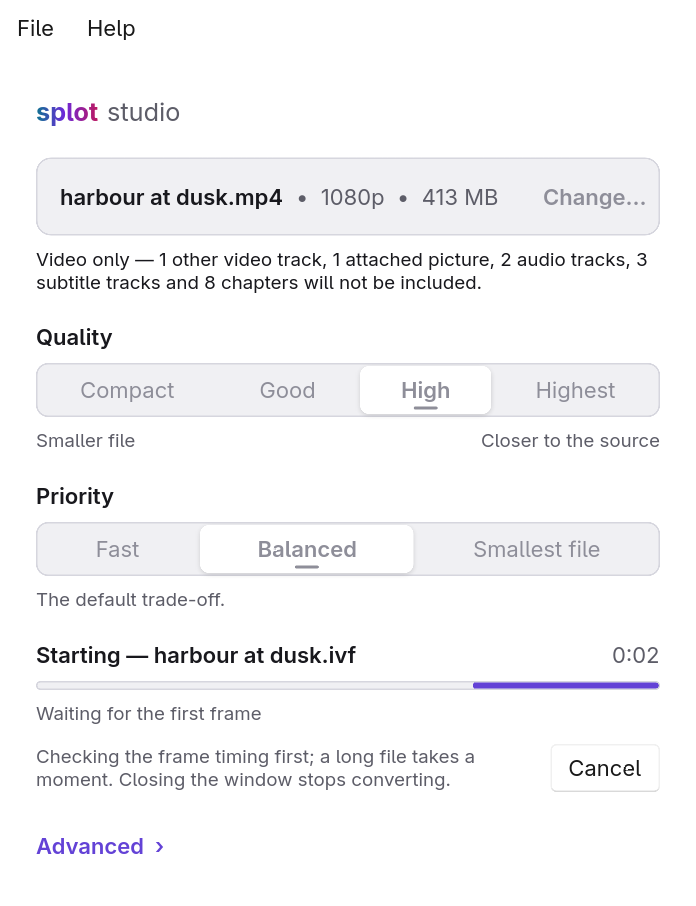 File Help
splot studio
harbour at dusk.mp4 • 1080p • 413 MB Change...
Video only — 1 other video track, 1 attached picture, 2 audio tracks, 3
subtitle tracks and 8 chapters will not be included.
Quality
Compact Good High Highest
Smaller file Closer to the source
Priority
Fast Balanced Smallest file
The default trade-off.
Starting — harbour at dusk.ivf 0:02
Waiting for the first frame
Checking the frame timing first; a long file takes a
moment. Closing the window stops converting.
Cancel
Advanced ›